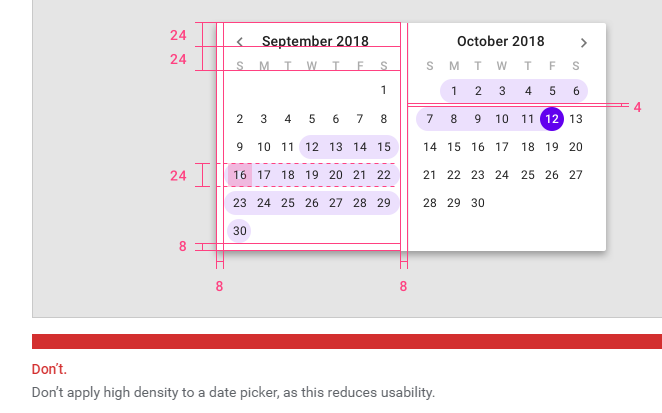 24
24
24
8
8
8
4
September 2018
S M T W T F S
1
2 3 4 5 6 7 8
9 10 11 12 13 14 15
16 17 18 19 20 21 22
23 24 25 26 27 28 29
30
October 2018
S M T W T F S
1 2 3 4 5 6
7 8 9 10 11 12 13
14 15 16 17 18 19 20
21 22 23 24 25 26 27
28 29 30
Don't.
Don't apply high density to a date picker, as this reduces usability.